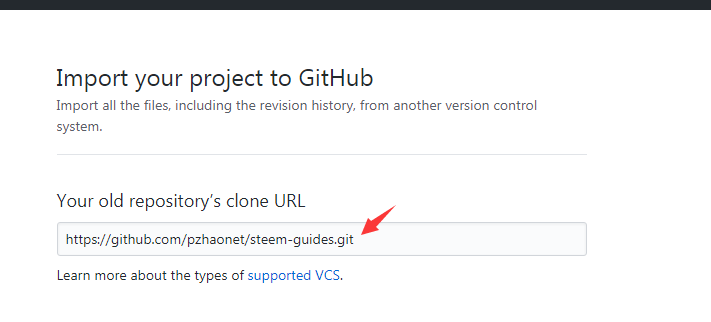 Import your project to GitHub
Import all the files, including the revision history, from another version control
system.
Your old repository's clone URL
https://github.com/pzhaonet/steem-guides.git
Learn more about the types of supported VCS.